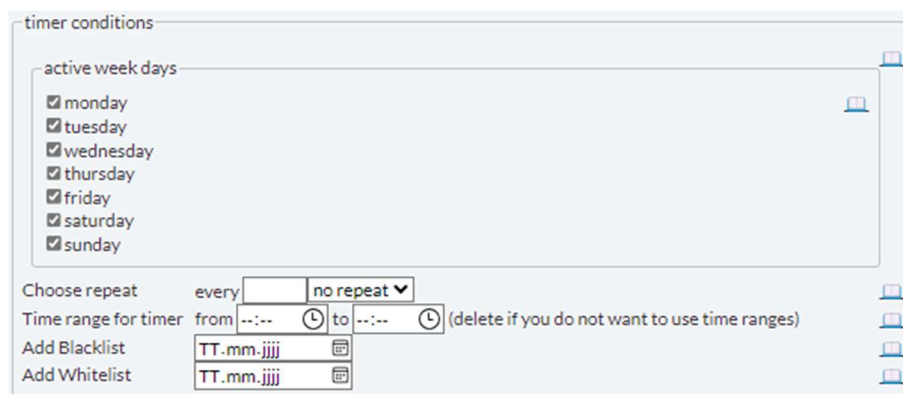 timer conditions
active week days
monday
tuesday
wednesday
thursday
friday
saturday
sunday
Choose repeat every no repeat
Time range for timer from --:-- to --:-- (delete if you do not want to use time ranges)
Add Blacklist TT.mm.jjjj
Add Whitelist TT.mm.jjjj